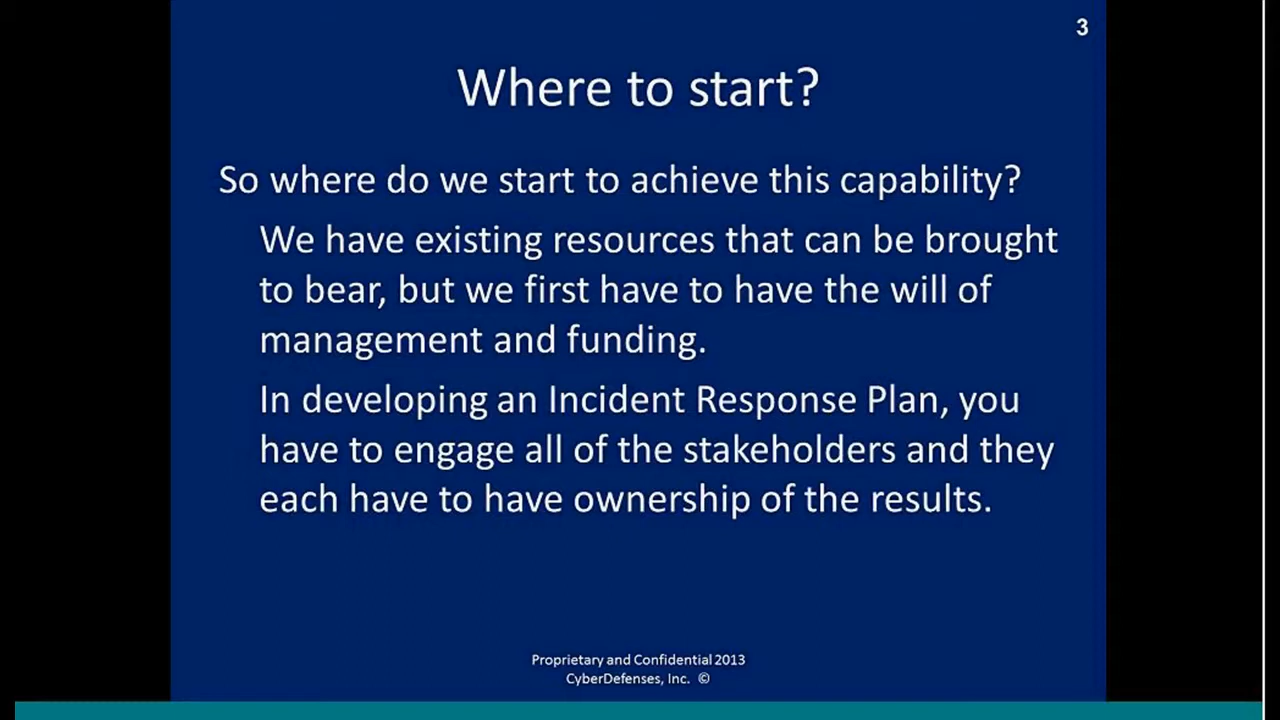 3
Where to start?
So where do we start to achieve this capability?
We have existing resources that can be brought
to bear, but we first have to have the will of
management and funding.
In developing an Incident Response Plan, you
have to engage all of the stakeholders and they
each have to have ownership of the results.
Proprietary and Confidential 2013
CyberDefenses, Inc. ©